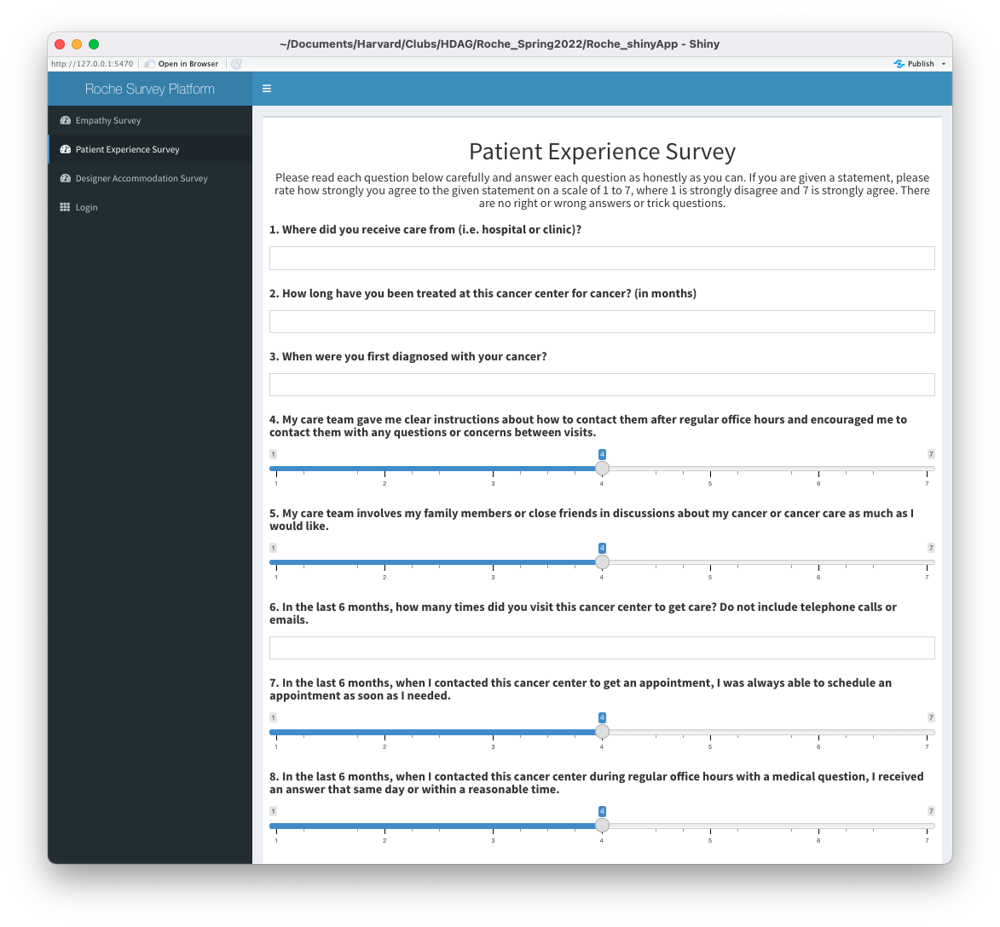 ~/Documents/Harvard/Clubs/HDAG/Roche_Spring2022/Roche_shinyApp - Shiny
http://127.0.0.1:5470 Open in Browser Publish
Roche Survey Platform
Empathy Survey
Patient Experience Survey
Designer Accommodation Survey
Login
Patient Experience Survey
Please read each question below carefully and answer each question as honestly as you can. If you are given a statement, please
rate how strongly you agree to the given statement on a scale of 1 to 7, where 1 is strongly disagree and 7 is strongly agree. There
are no right or wrong answers or trick questions.
1. Where did you receive care from (i.e. hospital or clinic)?
2. How long have you been treated at this cancer center for cancer? (in months)
3. When were you first diagnosed with your cancer?
4. My care team gave me clear instructions about how to contact them after regular office hours and encouraged me to
contact them with any questions or concerns between visits.
1 4 7
1 2 3 4 5 6 7
5. My care team involves my family members or close friends in discussions about my cancer or cancer care as much as I
would like.
1 4 7
1 2 3 4 5 6 7
6. In the last 6 months, how many times did you visit this cancer center to get care? Do not include telephone calls or
emails.
7. In the last 6 months, when I contacted this cancer center to get an appointment, I was always able to schedule an
appointment as soon as I needed.
1 4 7
1 2 3 4 5 6 7
8. In the last 6 months, when I contacted this cancer center during regular office hours with a medical question, I received
an answer that same day or within a reasonable time.
1 4 7
1 2 3 4 5 6 7